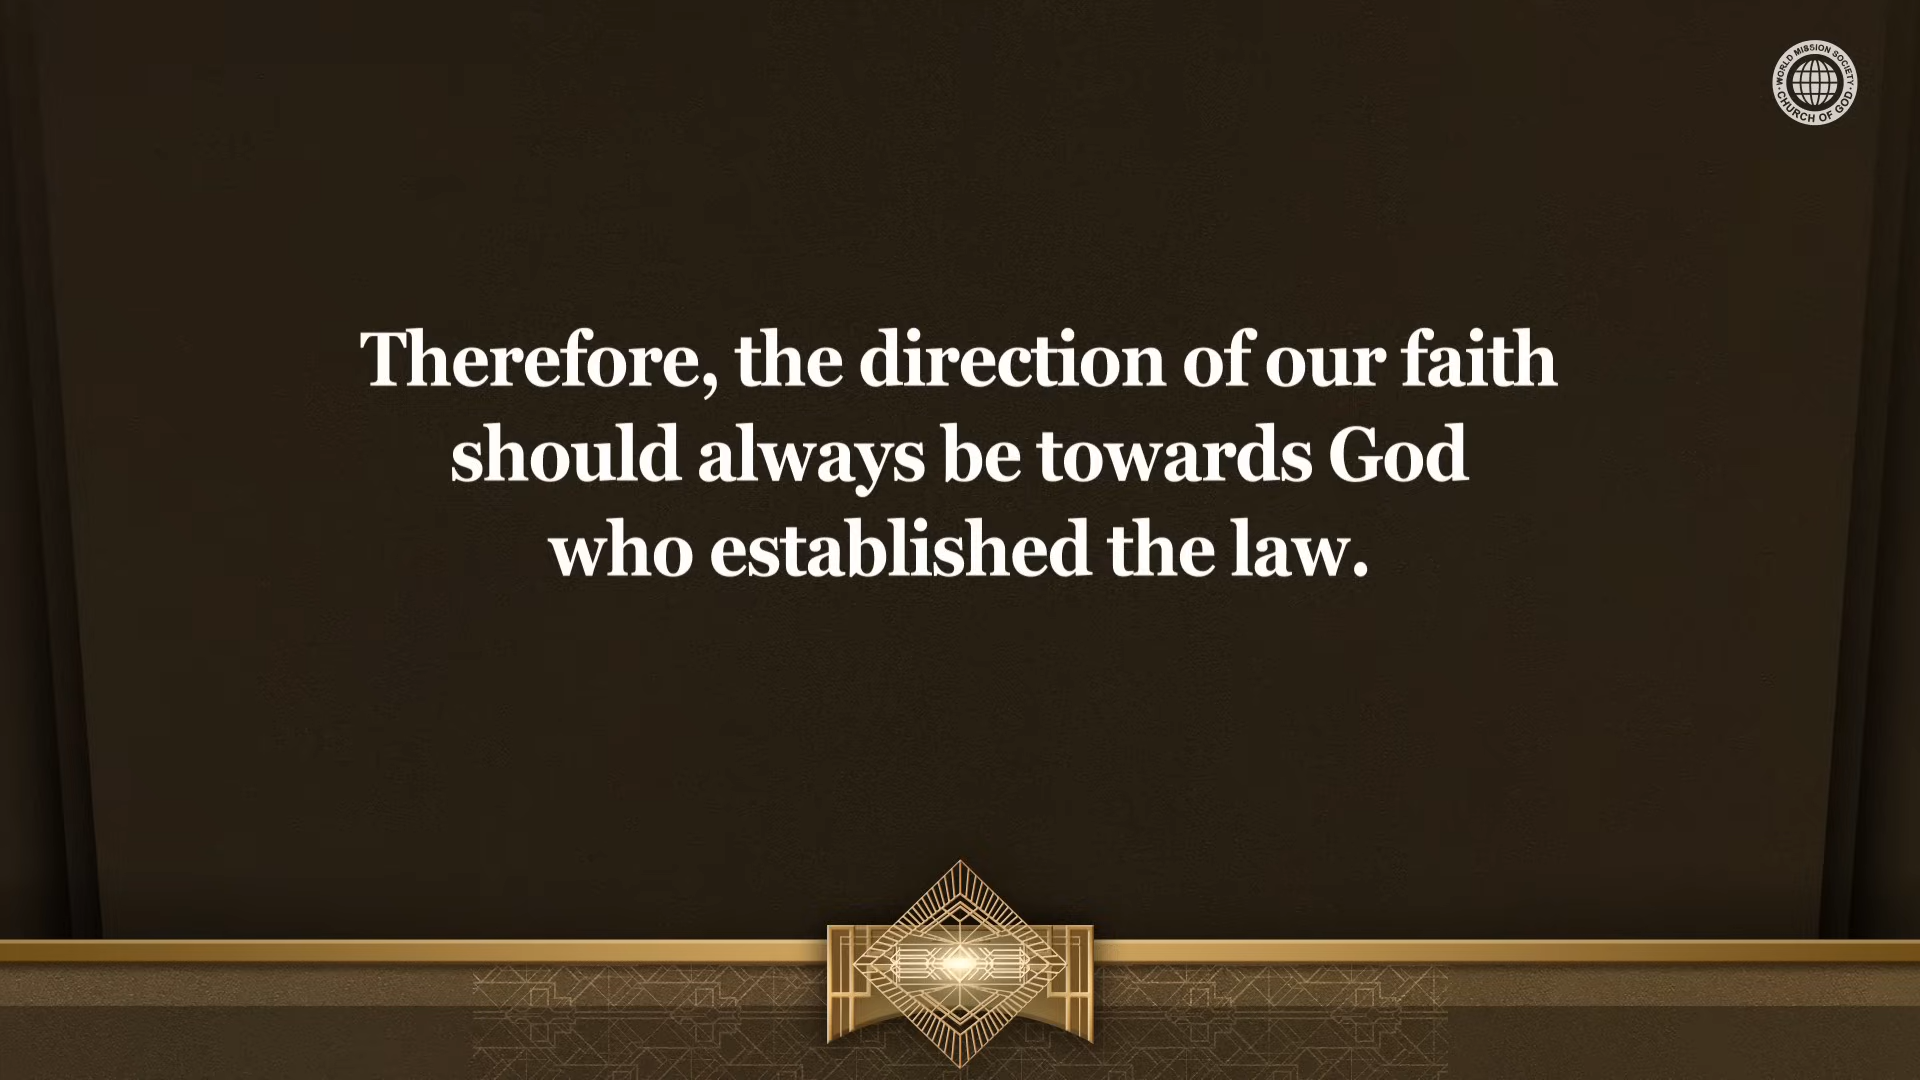 WORLD MISSION SOCIETY
CHURCH OF GOD
Therefore, the direction of our faith
should always be towards God
who established the law.